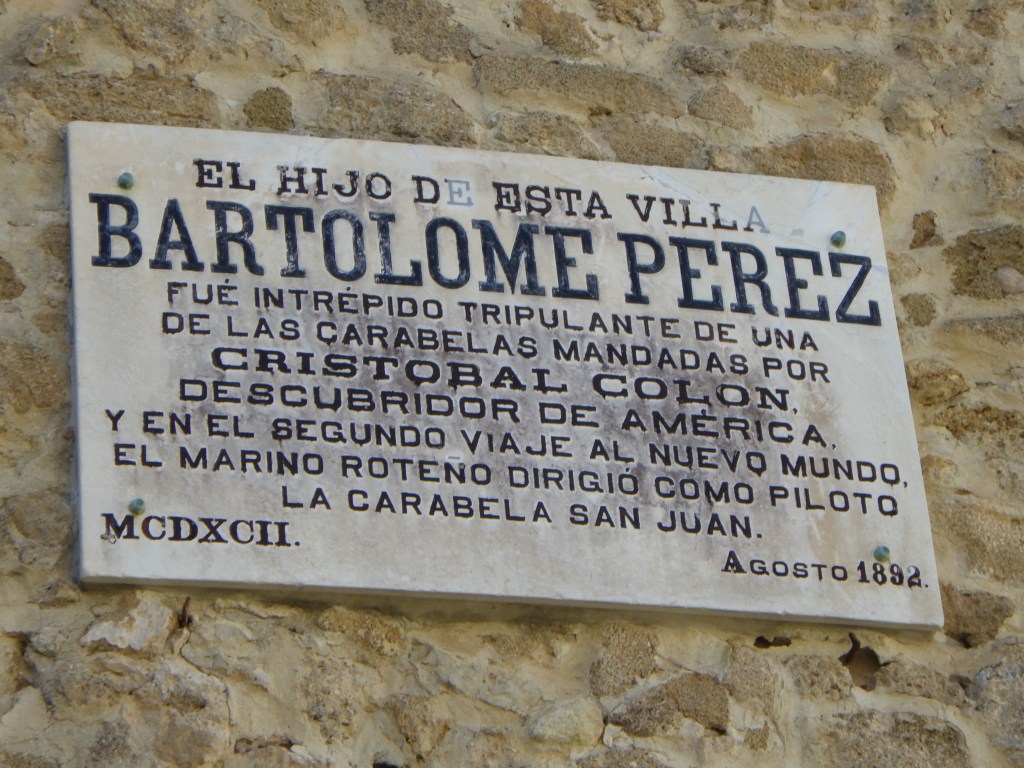 EL HIJO DE ESTA VILLA
BARTOLOME PEREZ
FUÉ INTRÉPIDO TRIPULANTE DE UNA
DE LAS CARABELAS MANDADAS POR
CRISTOBAL COLON,
DESCUBRIDOR DE AMÉRICA,
Y EN EL SEGUNDO VIAJE AL NUEVO MUNDO,
EL MARINO ROTEÑO DIRIGIÓ COMO PILOTO
LA CARABELA SAN JUAN.
MCDXCII.
AGOSTO 1892.